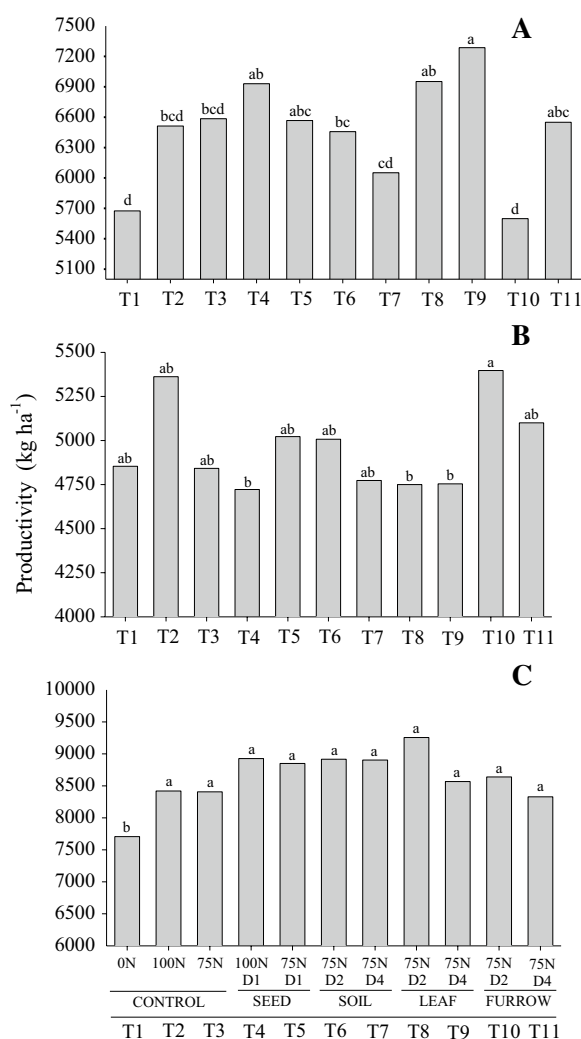 A
7500
7200
6900
6600
6300
6000
5700
5400
5100
d
bcd
bcd
ab
abc
bc
cd
ab
a
d
abc
T1 T2 T3 T4 T5 T6 T7 T8 T9 T10 T11
B
Productivity (kg ha-1)
5500
5250
5000
4750
4500
4250
4000
ab
ab
ab
b
ab
ab
ab
b
b
a
ab
T1 T2 T3 T4 T5 T6 T7 T8 T9 T10 T11
C
10000
9500
9000
8500
8000
7500
7000
6500
6000
b
a
a
a
a
a
a
a
a
a
a
0N 100N 75N 100N 75N 75N 75N 75N 75N 75N 75N
D1 D1 D2 D4 D2 D4 D2 D4
CONTROL SEED SOIL LEAF FURROW
T1 T2 T3 T4 T5 T6 T7 T8 T9 T10 T11